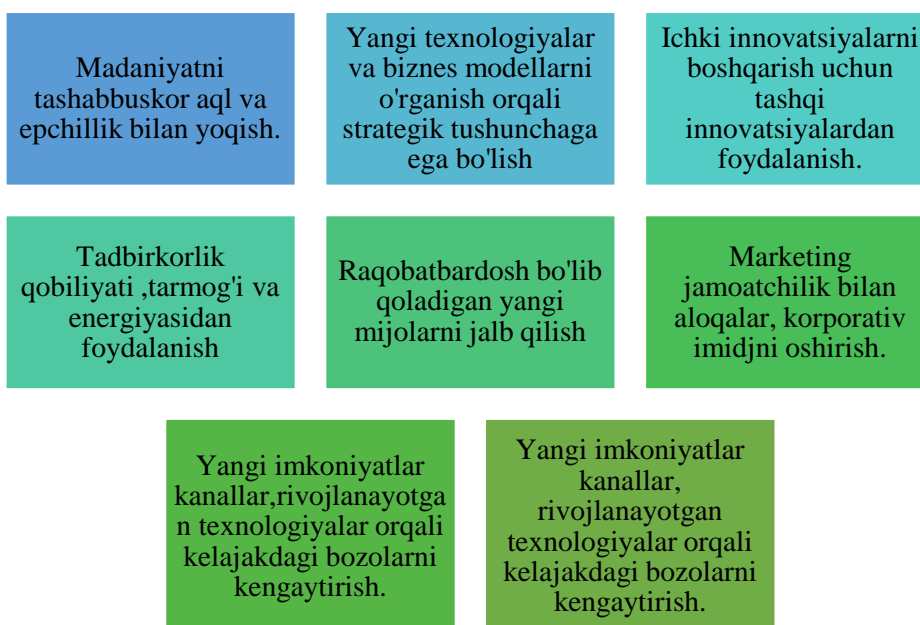 Madaniyatni
tashabbuskor aql va
epchillik bilan yoqish.
Yangi texnologiyalar
va biznes modellarni
o'rganish orqali
strategik tushunchaga
ega bo'lish
Ichki innovatsiyalarni
boshqarish uchun
tashqi
innovatsiyalardan
foydalanish.
Tadbirkorlik
qobiliyati ,tarmog'i va
energiyasidan
foydalanish
Raqobatbardosh bo'lib
qoladigan yangi
mijolarni jalb qilish
Marketing
jamoatchilik bilan
aloqalar, korporativ
imidjni oshirish.
Yangi imkoniyatlar
kanallar,rivojlanayotga
n texnologiyalar orqali
kelajakdagi bozolarni
kengaytirish.
Yangi imkoniyatlar
kanallar,
rivojlanayotgan
texnologiyalar orqali
kelajakdagi bozolarni
kengaytirish.